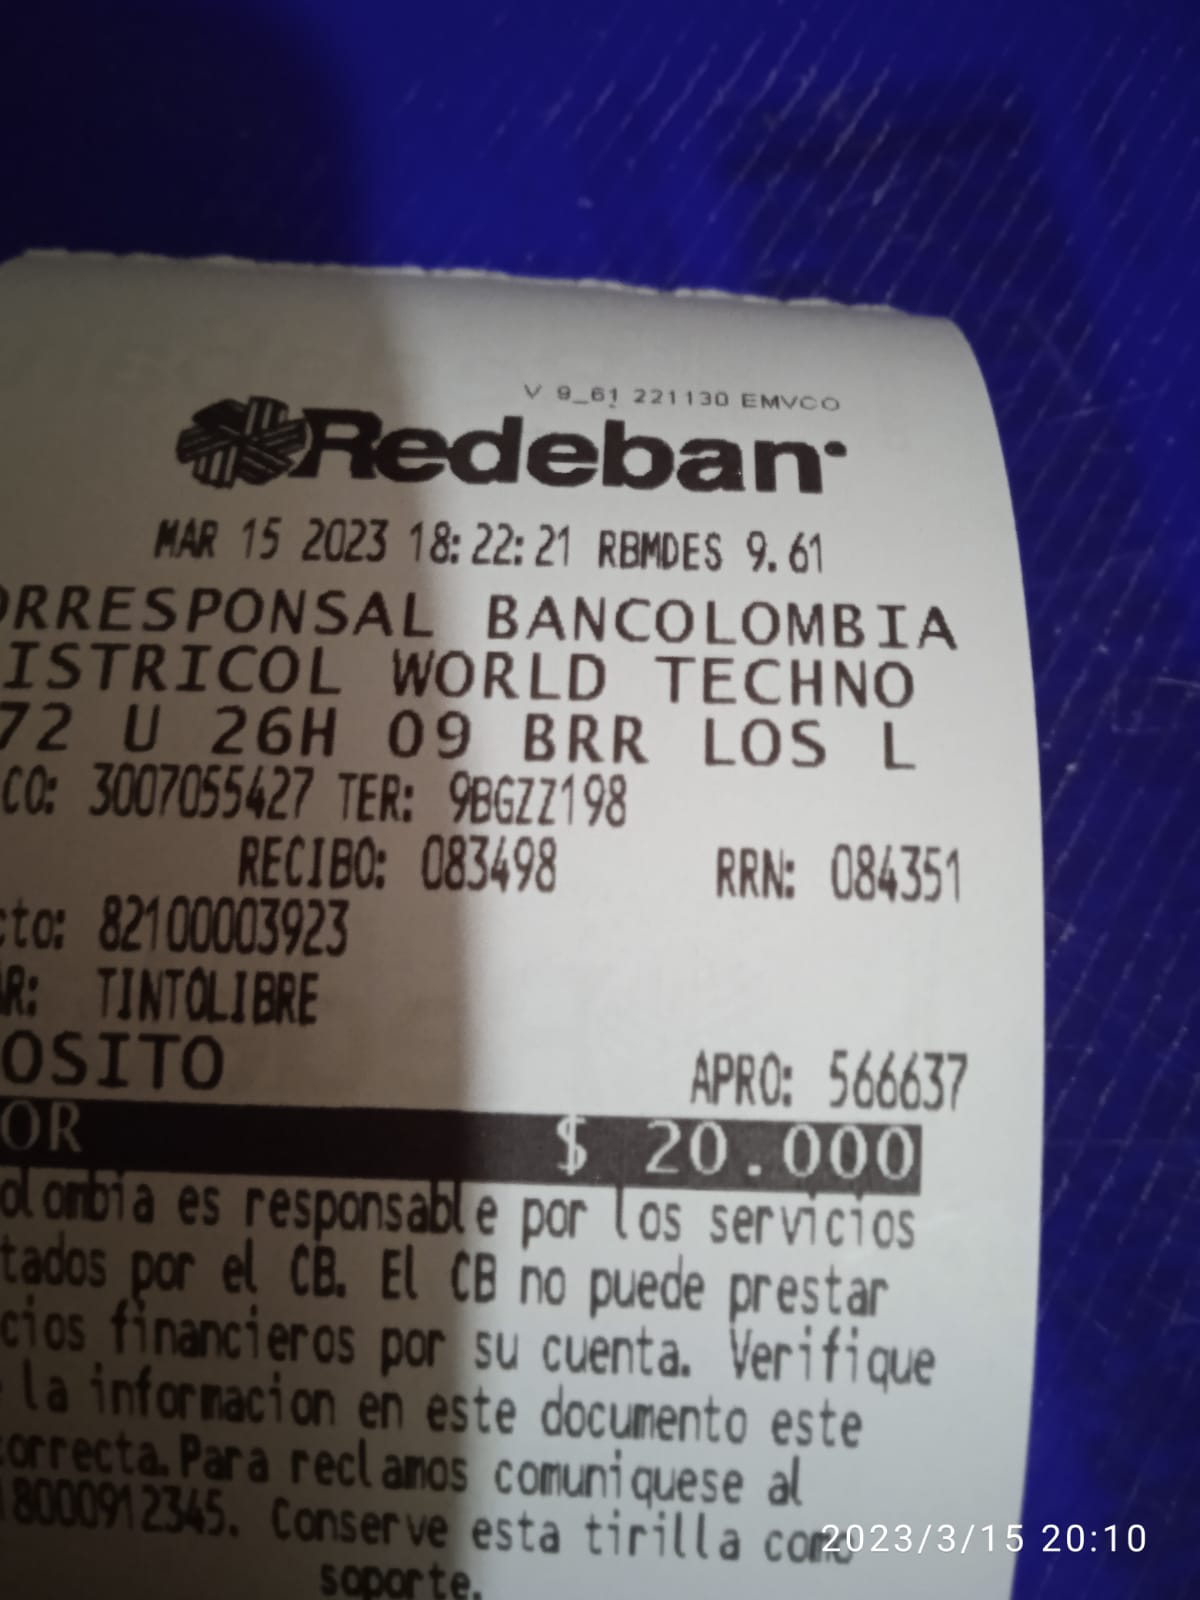 V 9_61 221130 EMVCO
Redeban
MAR 15 2023 18:22:21 RBMDES 9.61
ORRESPONSAL BANCOLOMBIA
ISTRICOL WORLD TECHNO
72 U 26H 09 BRR LOS L
CO: 3007055427 TER: 9BGZZ198
RECIBO: 083498 RRN: 084351
cto: 82100003923
AR: TINTOLIBRE
OSITO APRO: 566637
OR $ 20.000
olombia es responsable por los servicios
tados por el CB. El CB no puede prestar
cios financieros por su cuenta. Verifique
la informacion en este documento este
correcta.Para reclamos comuniquese al
18000912345. Conserve esta tirilla como
soporte.
2023/3/15 20:10